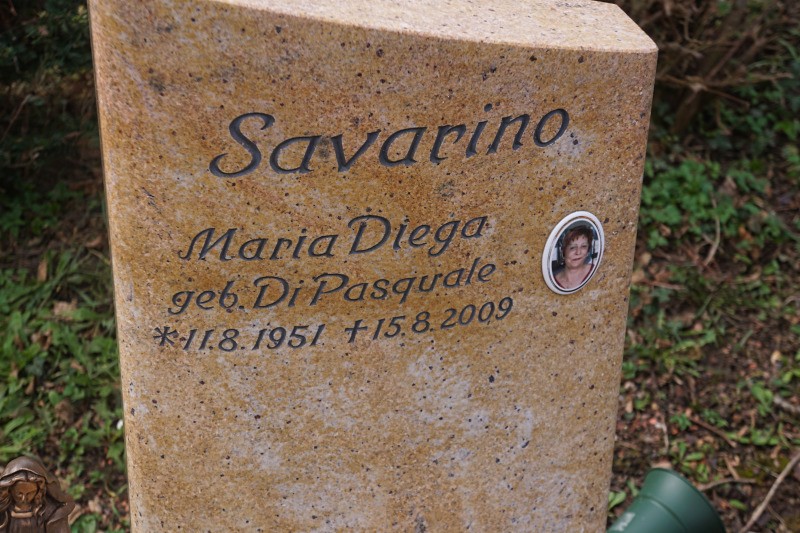 Savarino
Maria Diega
geb. Di Pasquale
*11.8.1951 +15.8.2009